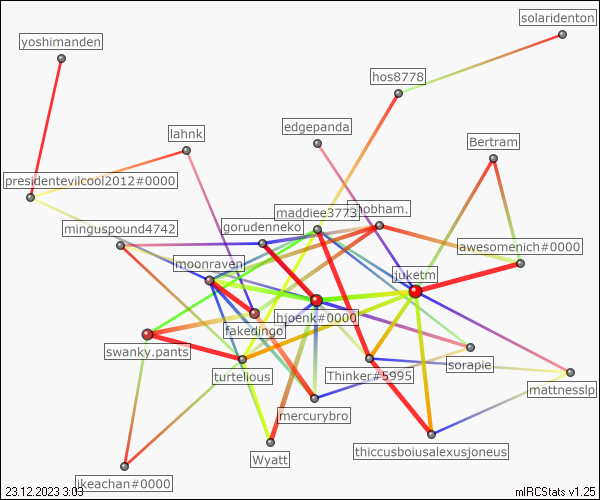 solaridenton
yoshimanden
hos8778
edgepanda
lahnk
Bertram
presidentevilcool2012#0000
maddiee3773
minguspound4742
gorudenneko
awesomenich#0000
moonraven
juketm
hjoenk#0000
fakedingo
swanky.pants
sorapie
turtelious
Thinker#5995
mattnesslp
mercurybro
thiccusboiusalexusjoneus
Wyatt
ikeachan#0000
23.12.2023 3:03
mIRCStats v1.25